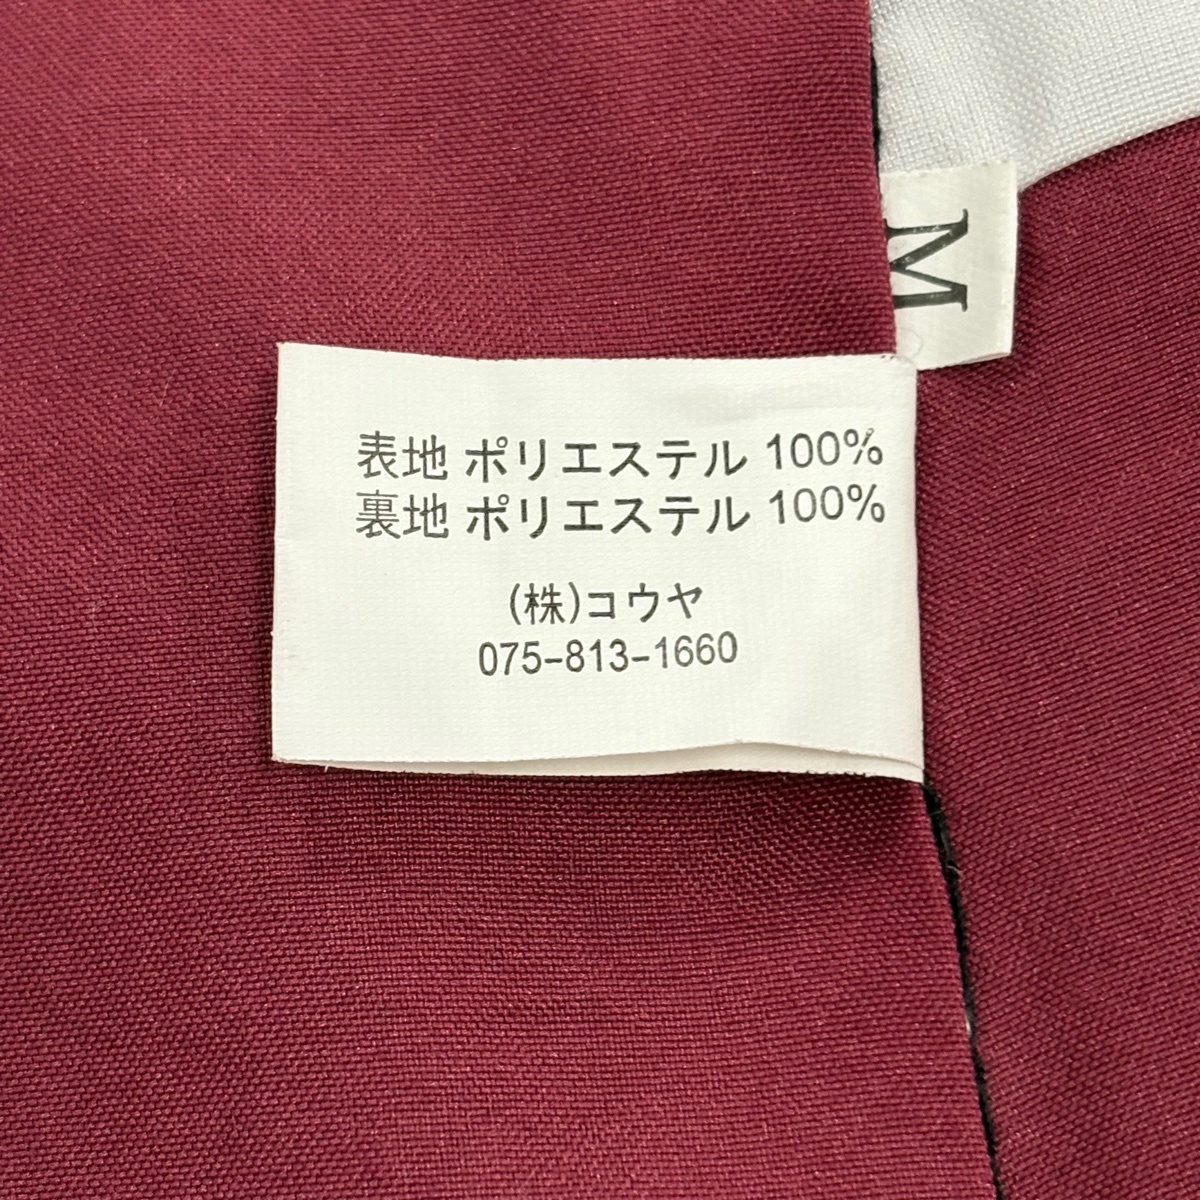 M
表地 ポリエステル 100%
裏地 ポリエステル 100%
(株)コウヤ
075-813-1660